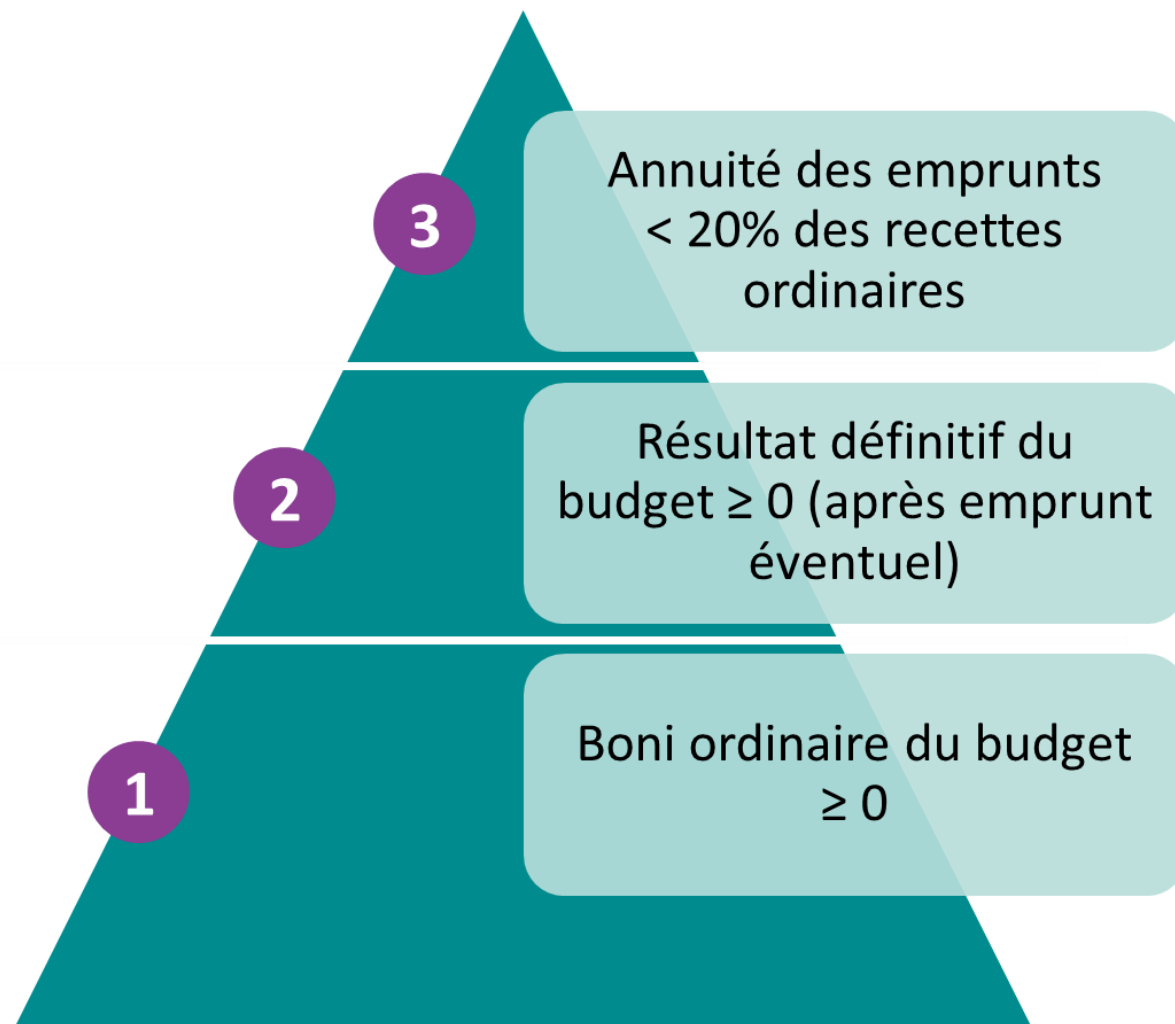 3
Annuité des emprunts
< 20% des recettes
ordinaires
2
Résultat définitif du
budget ≥ 0 (après emprunt
éventuel)
1
Boni ordinaire du budget
≥ 0